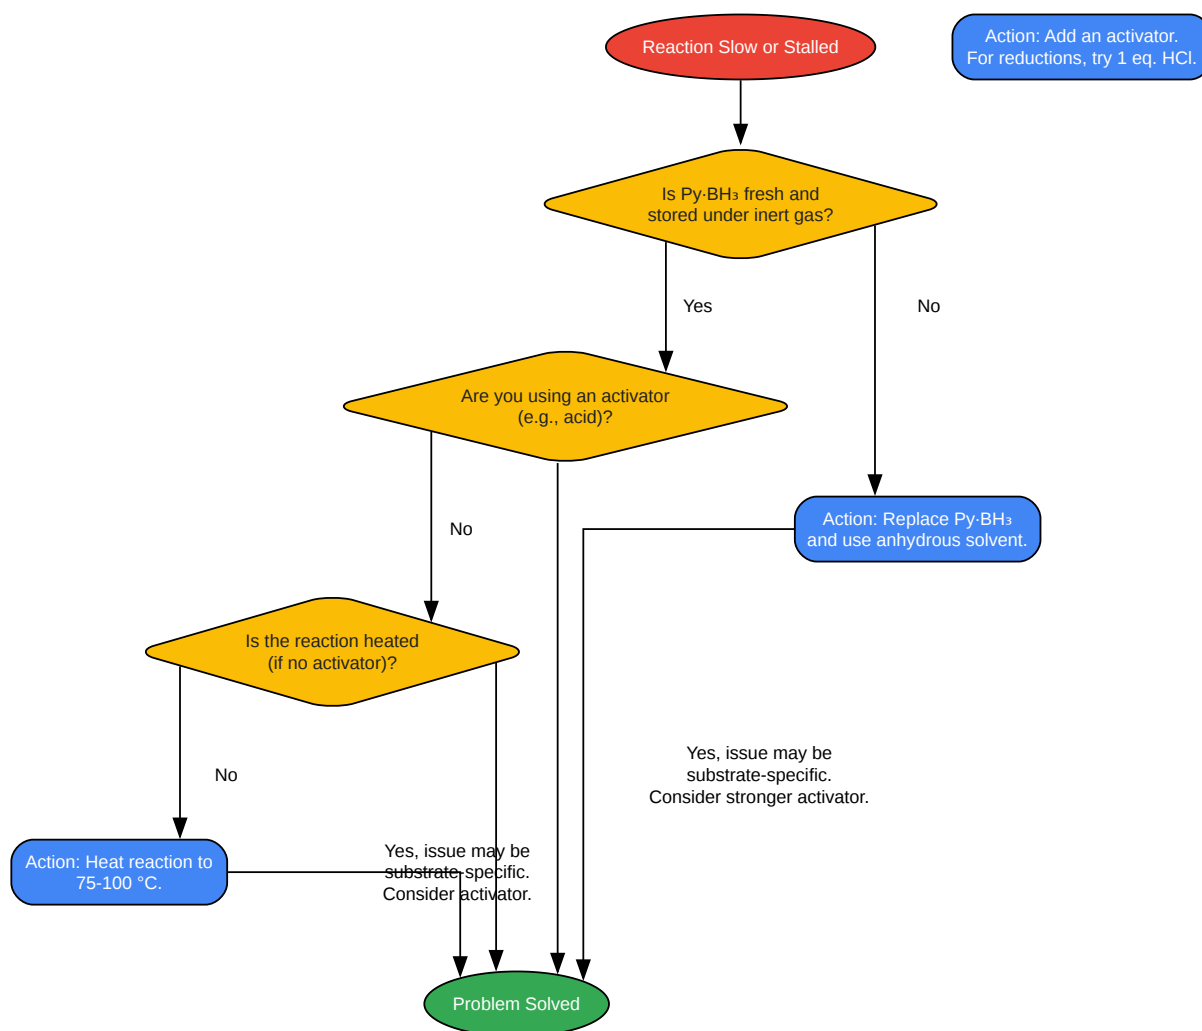 Reaction Slow or Stalled
Action: Add an activator.
For reductions, try 1 eq. HCl.
Is Py·BH₃ fresh and
stored under inert gas?
Yes
No
Are you using an activator
(e.g., acid)?
Action: Replace Py·BH₃
and use anhydrous solvent.
No
Is the reaction heated
(if no activator)?
Yes, issue may be
substrate-specific.
Consider stronger activator.
No
Action: Heat reaction to
75-100 °C.
Yes, issue may be
substrate-specific.
Consider activator.
Problem Solved